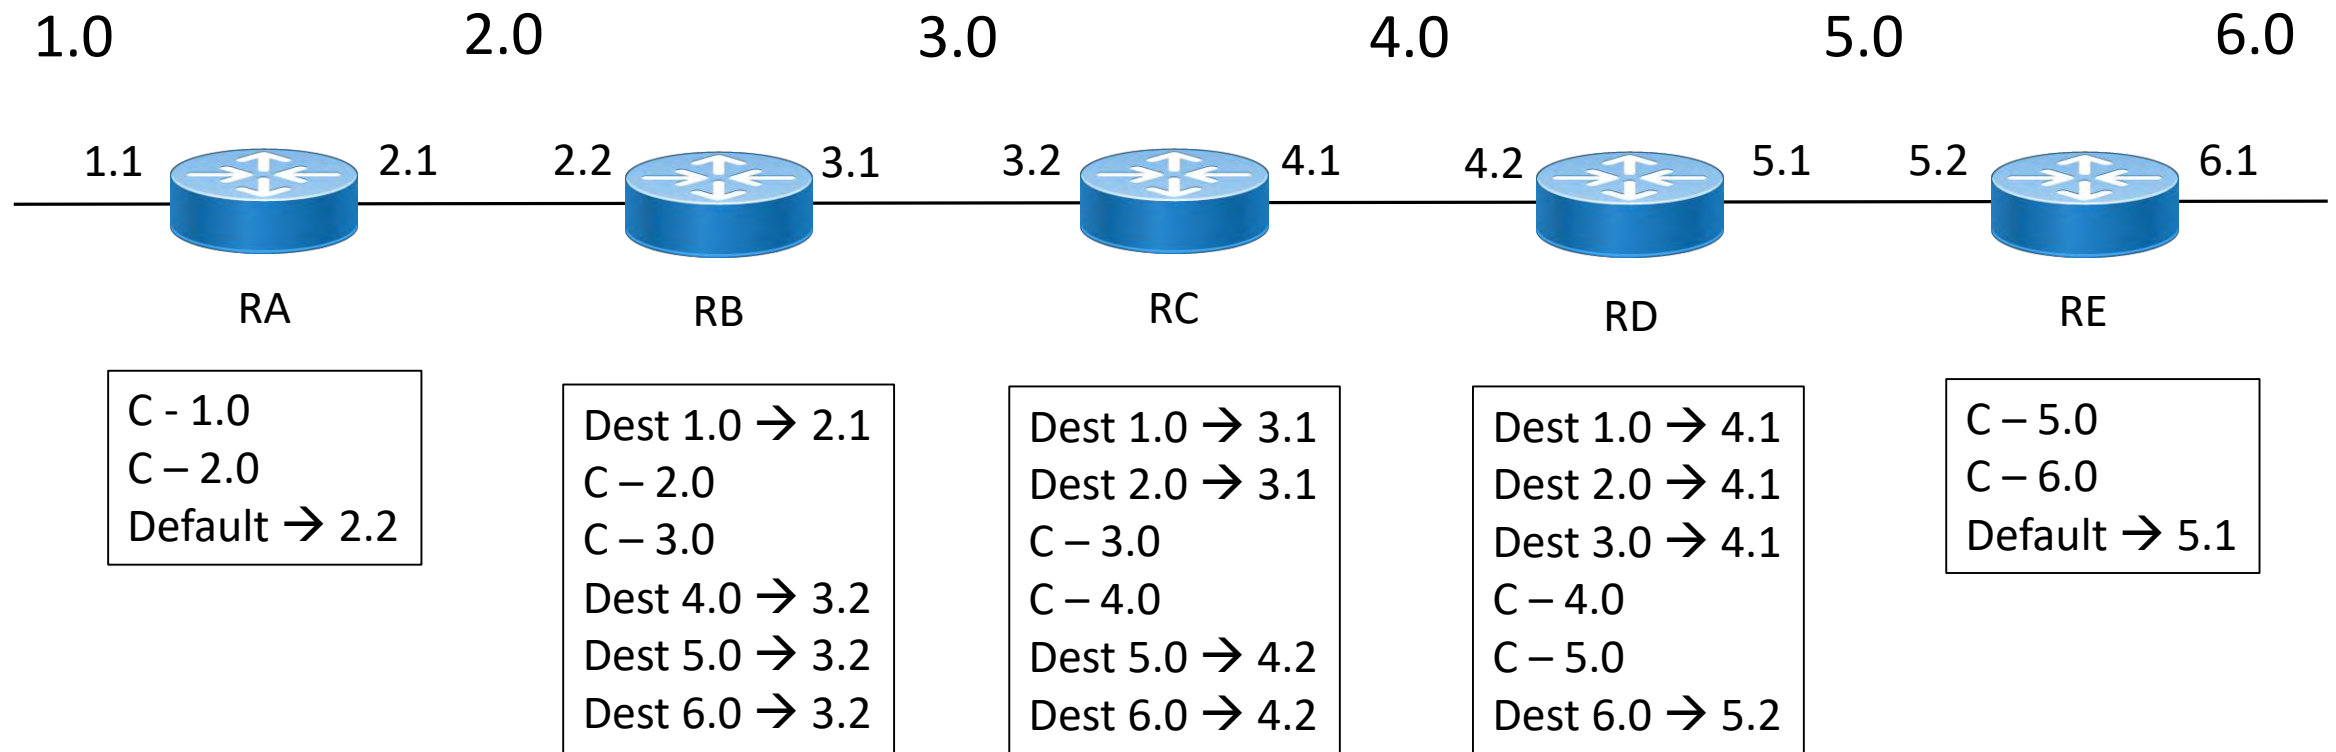 1.0 2.0 3.0 4.0 5.0 6.0
1.1 2.1 2.2 3.1 3.2 4.1 4.2 5.1 5.2 6.1
RA RB RC RD RE
C - 1.0
C – 2.0
Default → 2.2
Dest 1.0 → 2.1
C – 2.0
C – 3.0
Dest 4.0 → 3.2
Dest 5.0 → 3.2
Dest 6.0 → 3.2
Dest 1.0 → 3.1
Dest 2.0 → 3.1
C – 3.0
C – 4.0
Dest 5.0 → 4.2
Dest 6.0 → 4.2
Dest 1.0 → 4.1
Dest 2.0 → 4.1
Dest 3.0 → 4.1
C – 4.0
C – 5.0
Dest 6.0 → 5.2
C – 5.0
C – 6.0
Default → 5.1